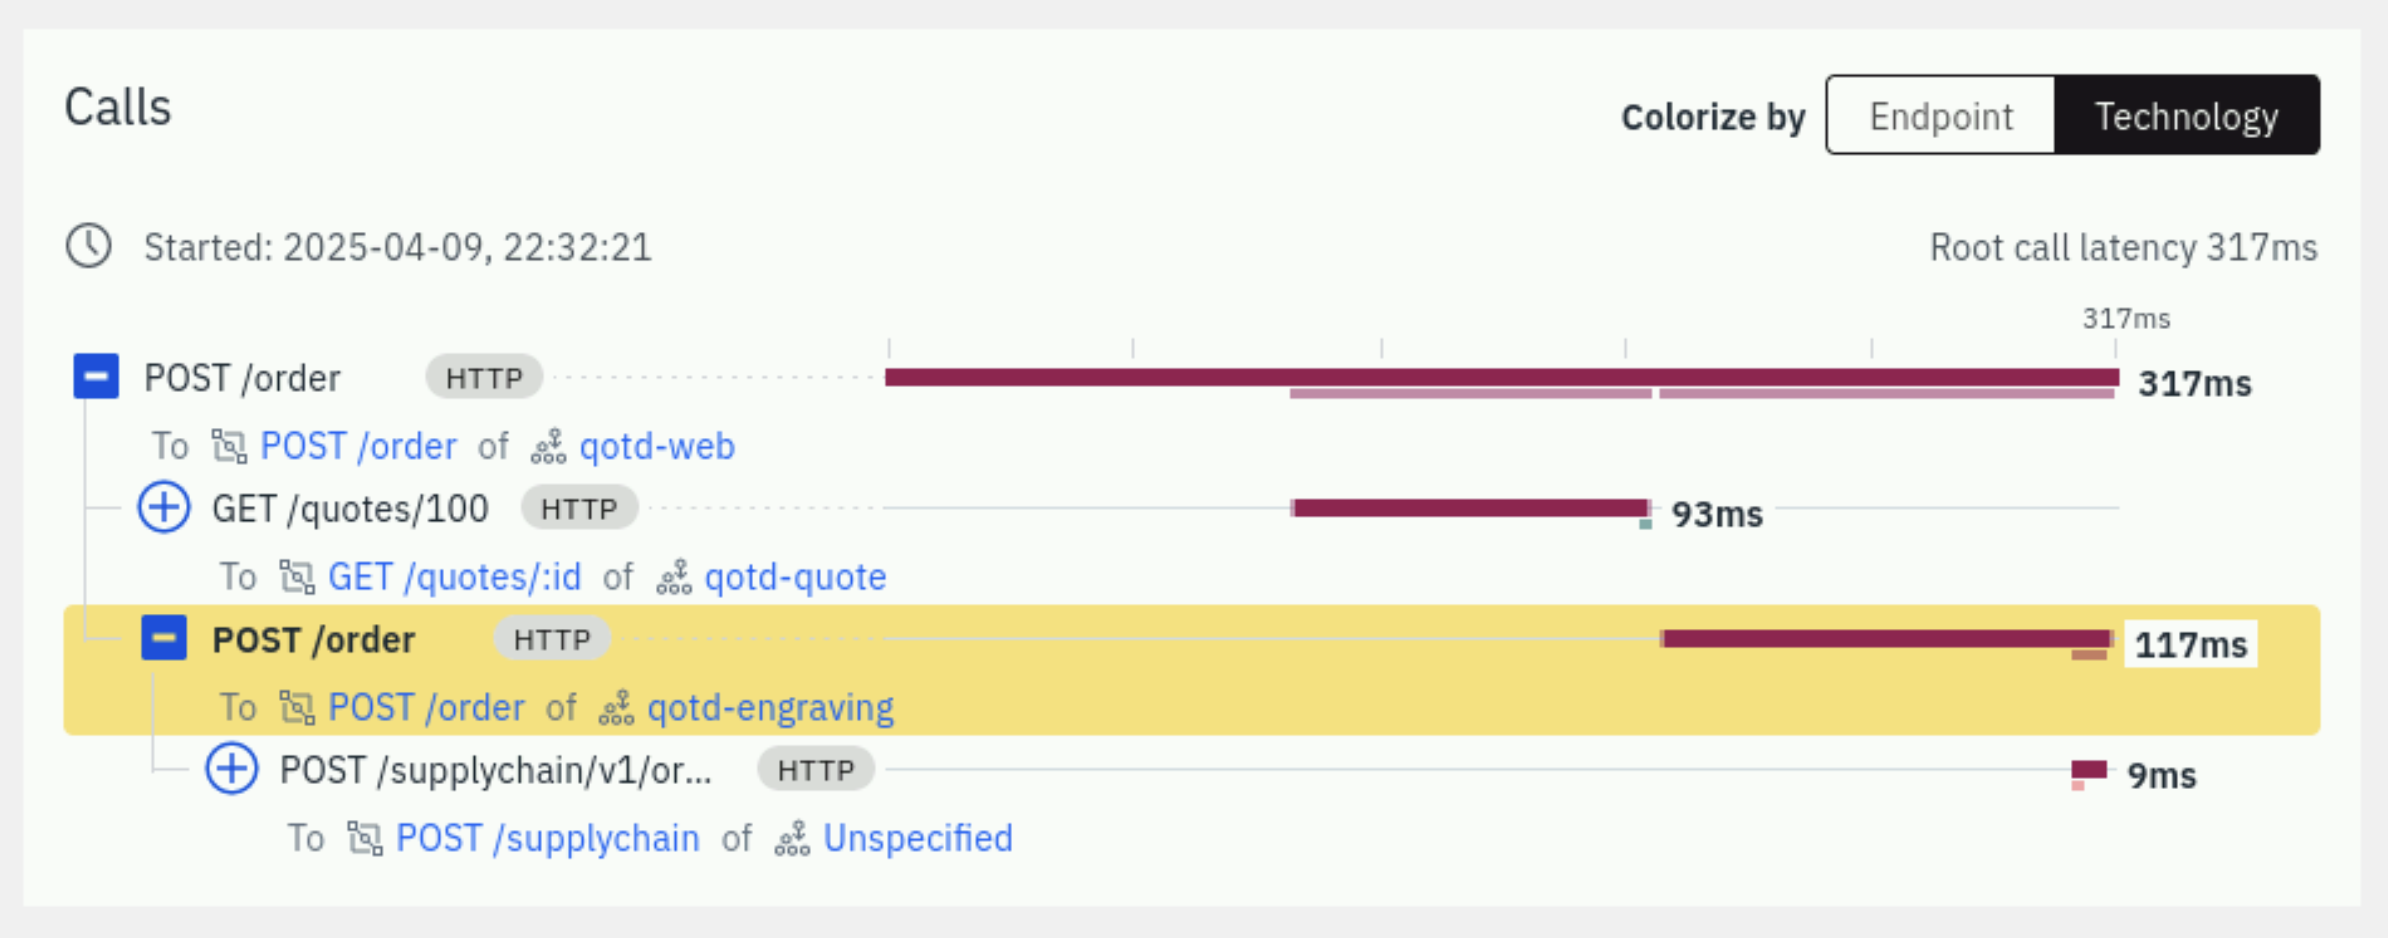 Calls
Colorize by Endpoint Technology
Started: 2025-04-09, 22:32:21
Root call latency 317ms
317ms
POST /order HTTP 317ms
To POST /order of qotd-web
GET /quotes/100 HTTP 93ms
To GET /quotes/:id of qotd-quote
POST /order HTTP 117ms
To POST /order of qotd-engraving
POST /supplychain/v1/or... HTTP 9ms
To POST /supplychain of Unspecified